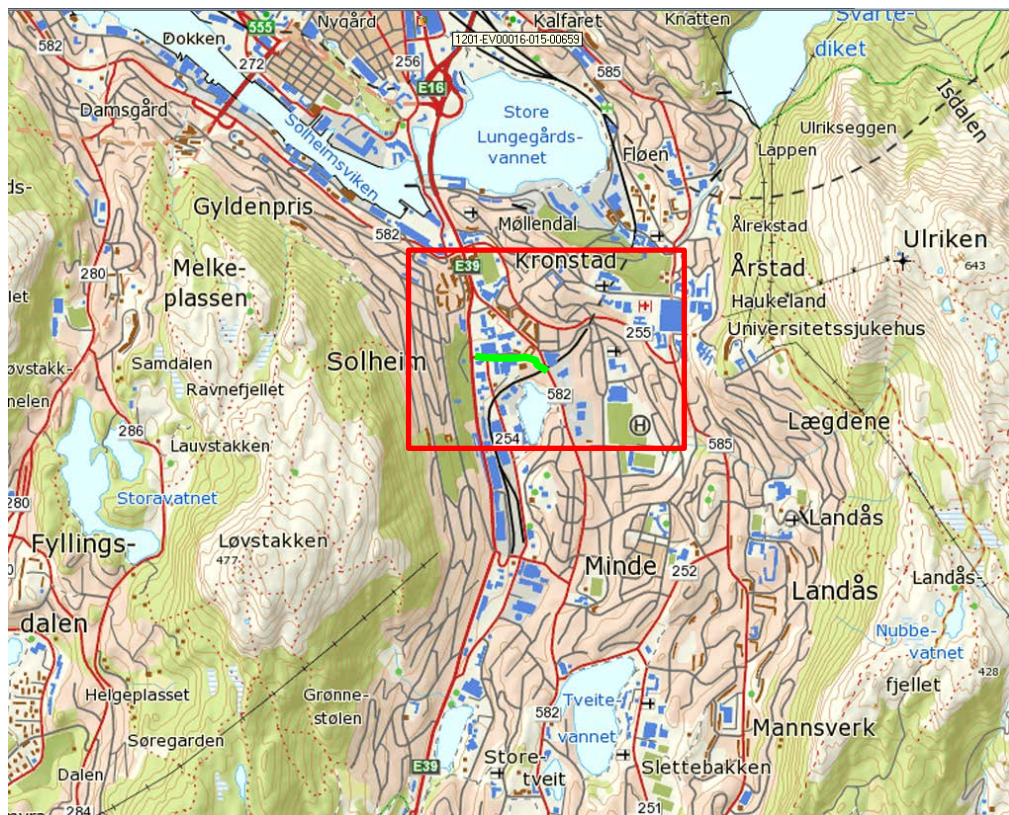 Svarte-
diket
Nygård
Kalfaret
Knatten
555
582
Dokken
1201-EV00016-015-00659
272
256
585
E16
Isdalen
Damsgård
Store
Lungegårds-
vannet
Ulrikseggen
Lappen
Solheimsviken
Fløen
Gyldenpris
Møllendal
Ålrekstad
582
Ulriken
643
Kronstad
E39
Årstad
280
Melke-
plassen
Haukeland
255
Universitetssjukehus
Solheim
Samdalen
Ravnefjellet
582
Lægdene
286
Lauvstakken
254
H
585
Storavatnet
280
Løvstakken
477
Landås
Fyllings-
dalen
Minde
252
Landås
Landås-
Nubbe-
vatnet
fjellet
428
Helgeplasset
Grønne-
stølen
582
Tveite-
vannet
Søregarden
Mannsverk
E39
Store-
tveit
Slettebakken
Dalen
284
251